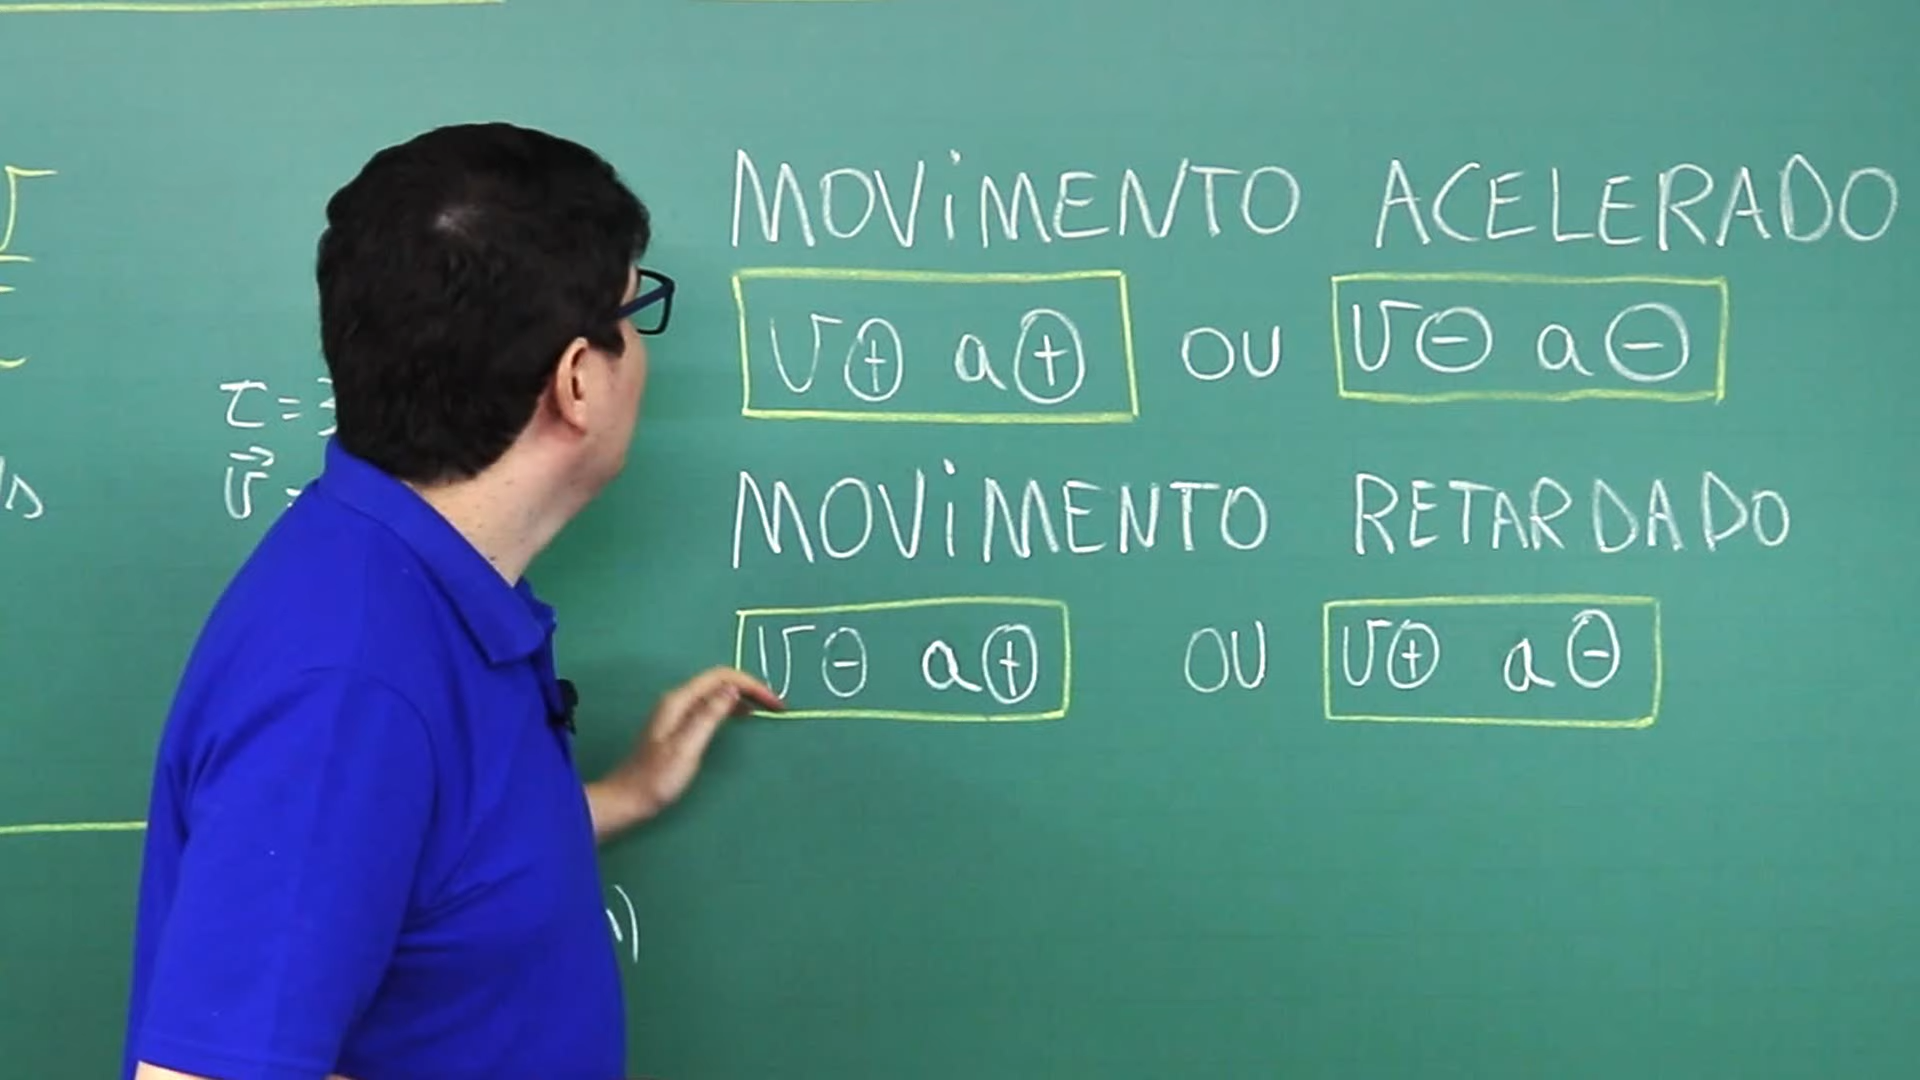 MOVIMENTO ACELERADO
v⊕ a⊕ OU v⊖ a⊖
MOVIMENTO RETARDADO
v⊖ a⊕ OU v⊕ a⊖